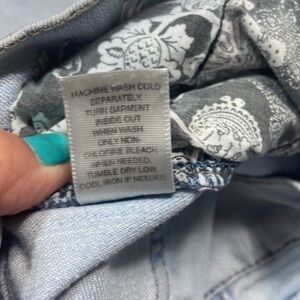 MACHINE WASH COLD
SEPARATELY.
TURN GARMENT
INSIDE OUT
WHEN WASH.
ONLY NON-
CHLORINE BLEACH
WHEN NEEDED.
TUMBLE DRY LOW.
COOL IRON IF NEEDED